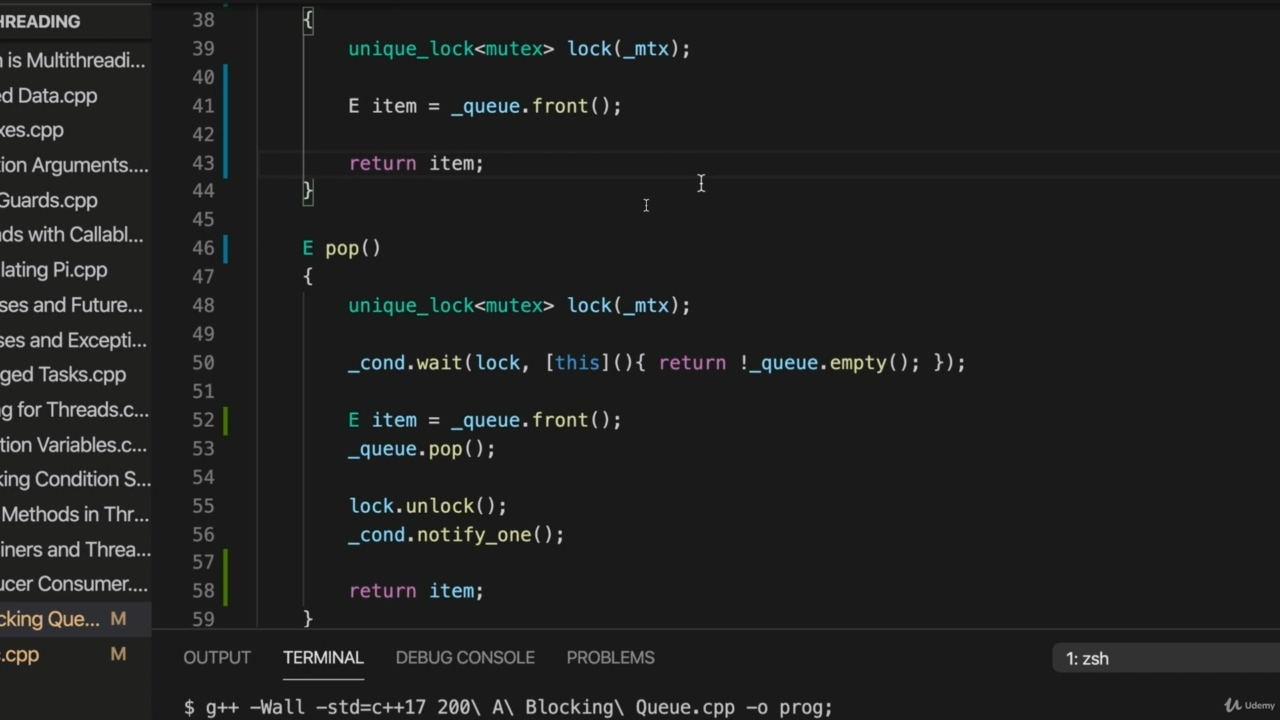 HREADING
n is Multithreadi...
ed Data.cpp
xes.cpp
tion Arguments....
Guards.cpp
ads with Callabl...
lating Pi.cpp
ses and Future...
ses and Excepti...
ged Tasks.cpp
ng for Threads.c...
tion Variables.c...
king Condition S...
Methods in Thr...
iners and Threa...
ucer Consumer....
cking Que... M
s.cpp M
38 {
39 unique_lock<mutex> lock(_mtx);
40
41 E item = _queue.front();
42
43 return item;
44 }
45
46 E pop()
47 {
48 unique_lock<mutex> lock(_mtx);
49
50 _cond.wait(lock, [this](){ return !_queue.empty(); });
51
52 E item = _queue.front();
53 _queue.pop();
54
55 lock.unlock();
56 _cond.notify_one();
57
58 return item;
59 }
OUTPUT TERMINAL DEBUG CONSOLE PROBLEMS 1: zsh
$ g++ -Wall -std=c++17 200\ A\ Blocking\ Queue.cpp -o prog;
Udemy